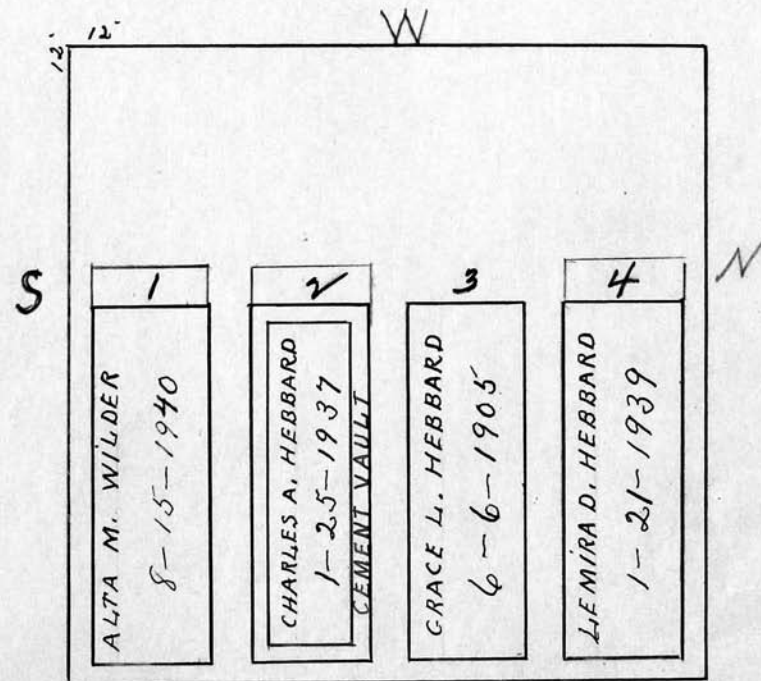 W
12
12
S
N
1
2
3
4
ALTA M. WILDER
8-15-1940
CHARLES A. HEBBARD
1-25-1937
CEMENT VAULT
GRACE L. HEBBARD
6-6-1905
LEMIRA D. HEBBARD
1-21-1939